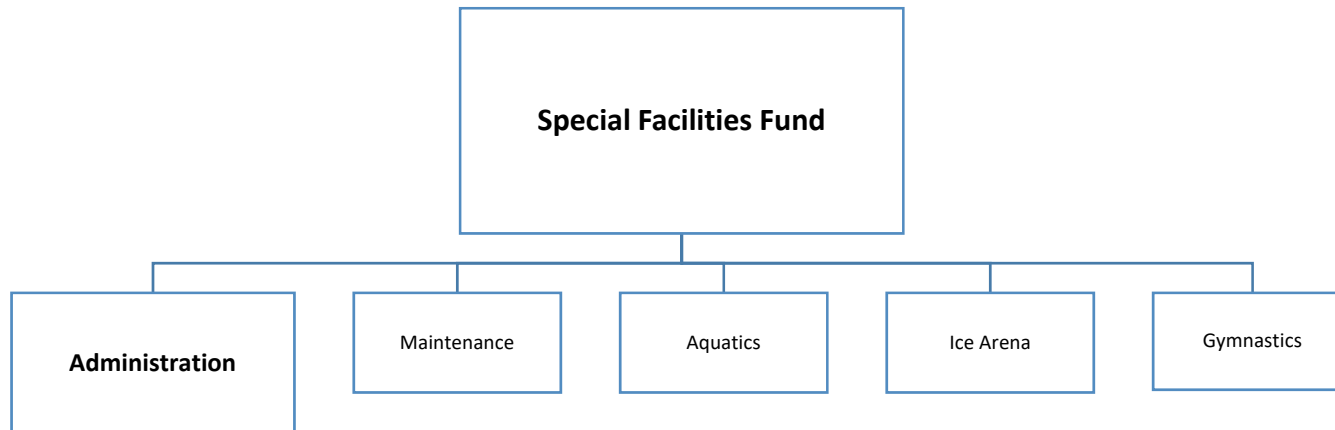 Special Facilities Fund
Administration
Maintenance
Aquatics
Ice Arena
Gymnastics